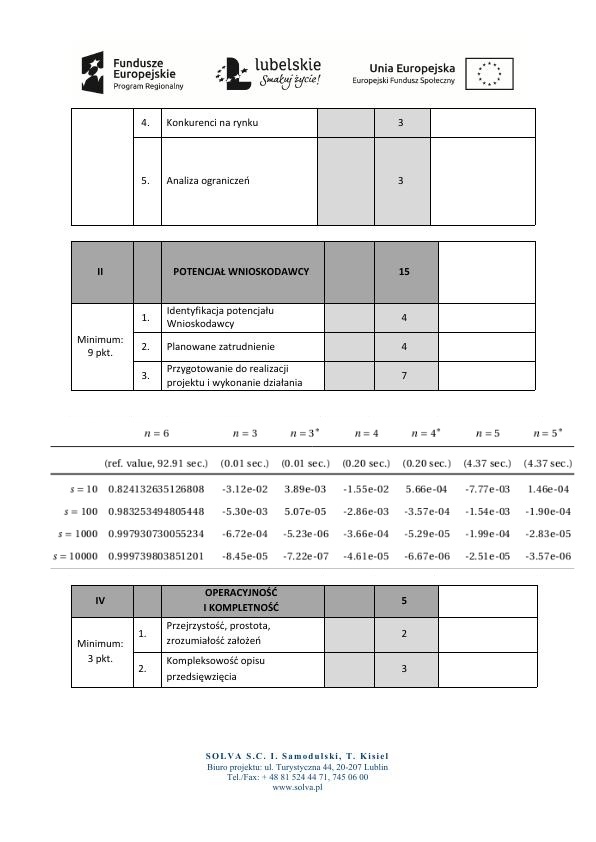 Fundusze
Europejskie
Program Regionalny
lubelskie
Smakuj życie!
Unia Europejska
Europejski Fundusz Społeczny
4. Konkurenci na rynku 3
5. Analiza ograniczeń 3
II POTENCJAŁ WNIOSKODAWCY 15
Minimum:
9 pkt.
1. Identyfikacja potencjału
Wnioskodawcy 4
2. Planowane zatrudnienie 4
3. Przygotowanie do realizacji
projektu i wykonanie działania 7
n = 6 n = 3 n = 3* n = 4 n = 4* n = 5 n = 5*
(ref. value, 92.91 sec.) (0.01 sec.) (0.01 sec.) (0.20 sec.) (0.20 sec.) (4.37 sec.) (4.37 sec.)
s = 10 0.824132635126808 -3.12e-02 3.89e-03 -1.55e-02 5.66e-04 -7.77e-03 1.46e-04
s = 100 0.983253494805448 -5.30e-03 5.07e-05 -2.86e-03 -3.57e-04 -1.54e-03 -1.90e-04
s = 1000 0.997930730055234 -6.72e-04 -5.23e-06 -3.66e-04 -5.29e-05 -1.99e-04 -2.83e-05
s = 10000 0.999739803851201 -8.45e-05 -7.22e-07 -4.61e-05 -6.67e-06 -2.51e-05 -3.57e-06
IV OPERACYJNOŚĆ
I KOMPLETNOŚĆ 5
Minimum:
3 pkt.
1. Przejrzystość, prostota,
zrozumiałość założeń 2
2. Kompleksowość opisu
przedsięwzięcia 3
SOLVA S.C. I. Samodulski, T. Kisiel
Biuro projektu: ul. Turystyczna 44, 20-207 Lublin
Tel./Fax: + 48 81 524 44 71, 745 06 00
www.solva.pl